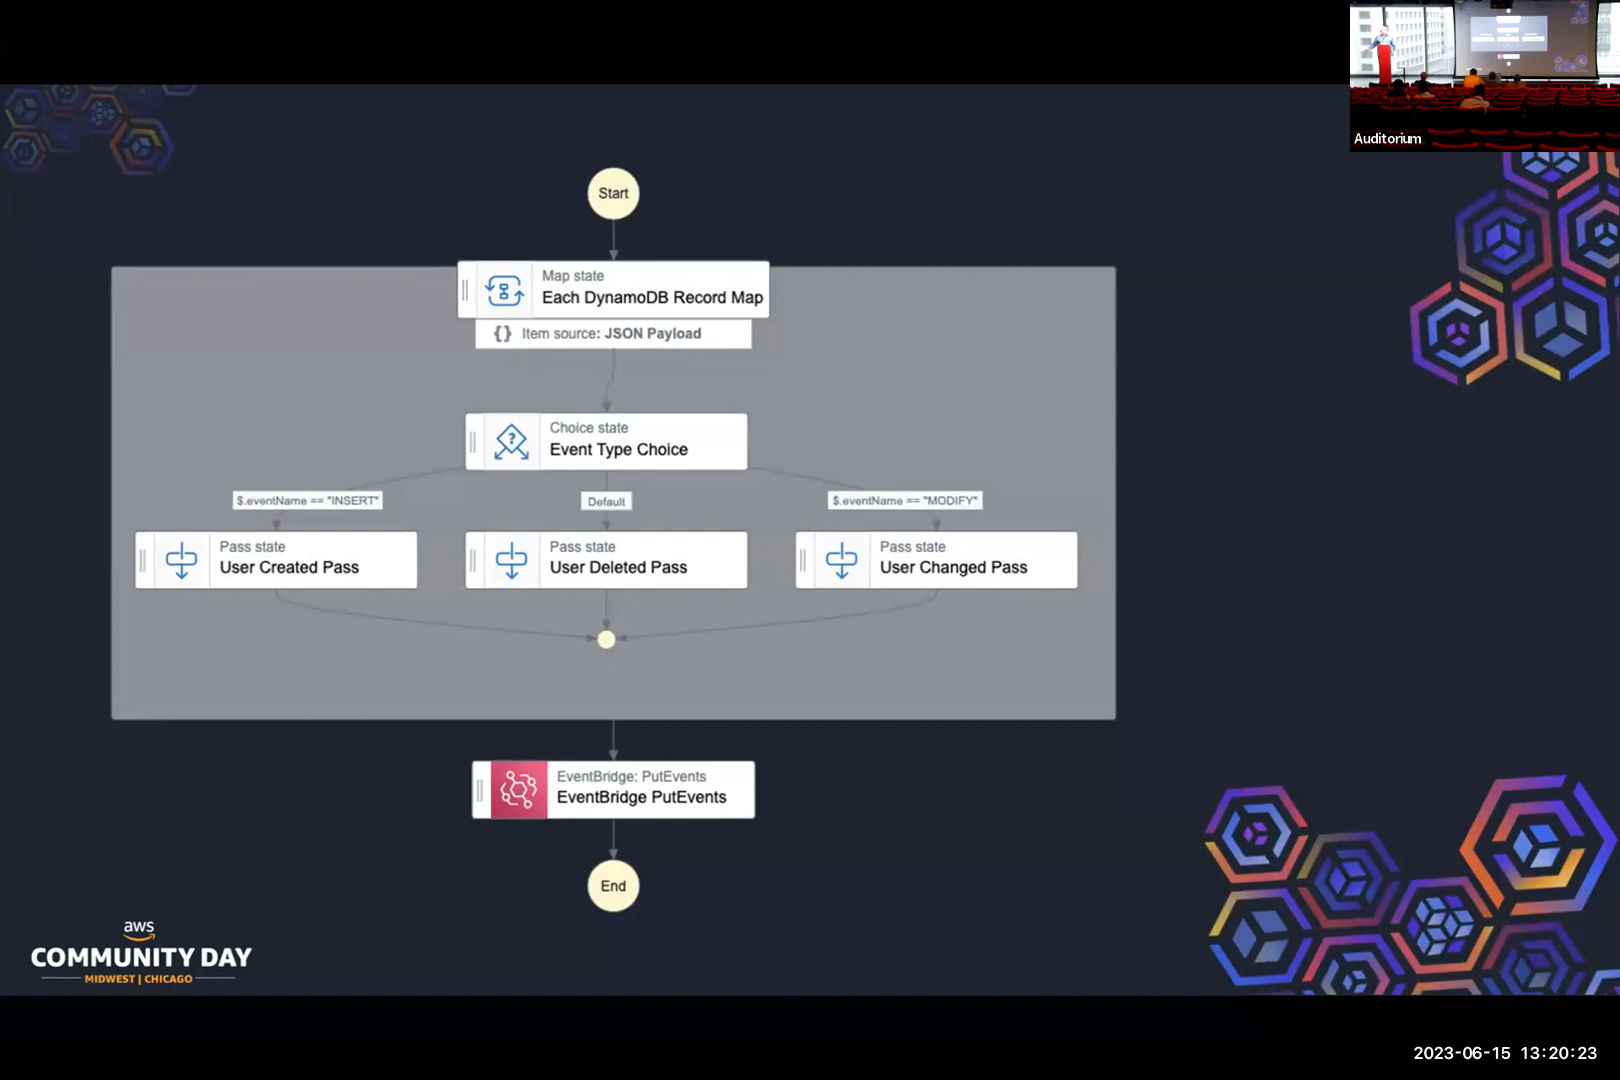 Auditorium
Start
Map state
Each DynamoDB Record Map
{} Item source: JSON Payload
Choice state
Event Type Choice
$.eventName == "INSERT"
Default
$.eventName == "MODIFY"
Pass state
User Created Pass
Pass state
User Deleted Pass
Pass state
User Changed Pass
EventBridge: PutEvents
EventBridge PutEvents
End
aws
COMMUNITY DAY
MIDWEST | CHICAGO
2023-06-15 13:20:23